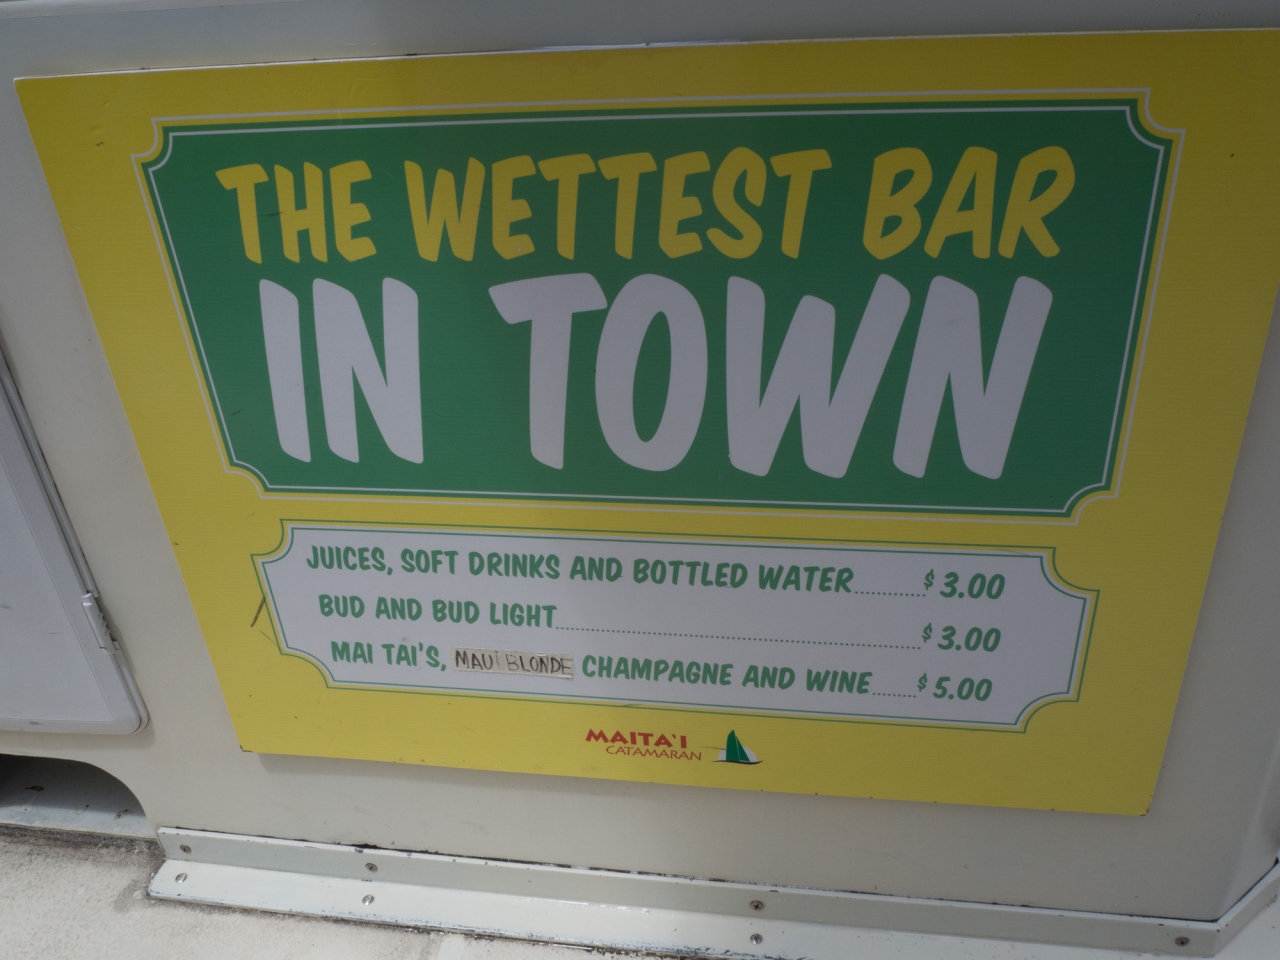 THE WETTEST BAR
IN TOWN
JUICES, SOFT DRINKS AND BOTTLED WATER..........$3.00
BUD AND BUD LIGHT..........$3.00
MAI TAI'S, MAUI BLONDE CHAMPAGNE AND WINE..........$5.00
MAITA'I
CATAMARAN